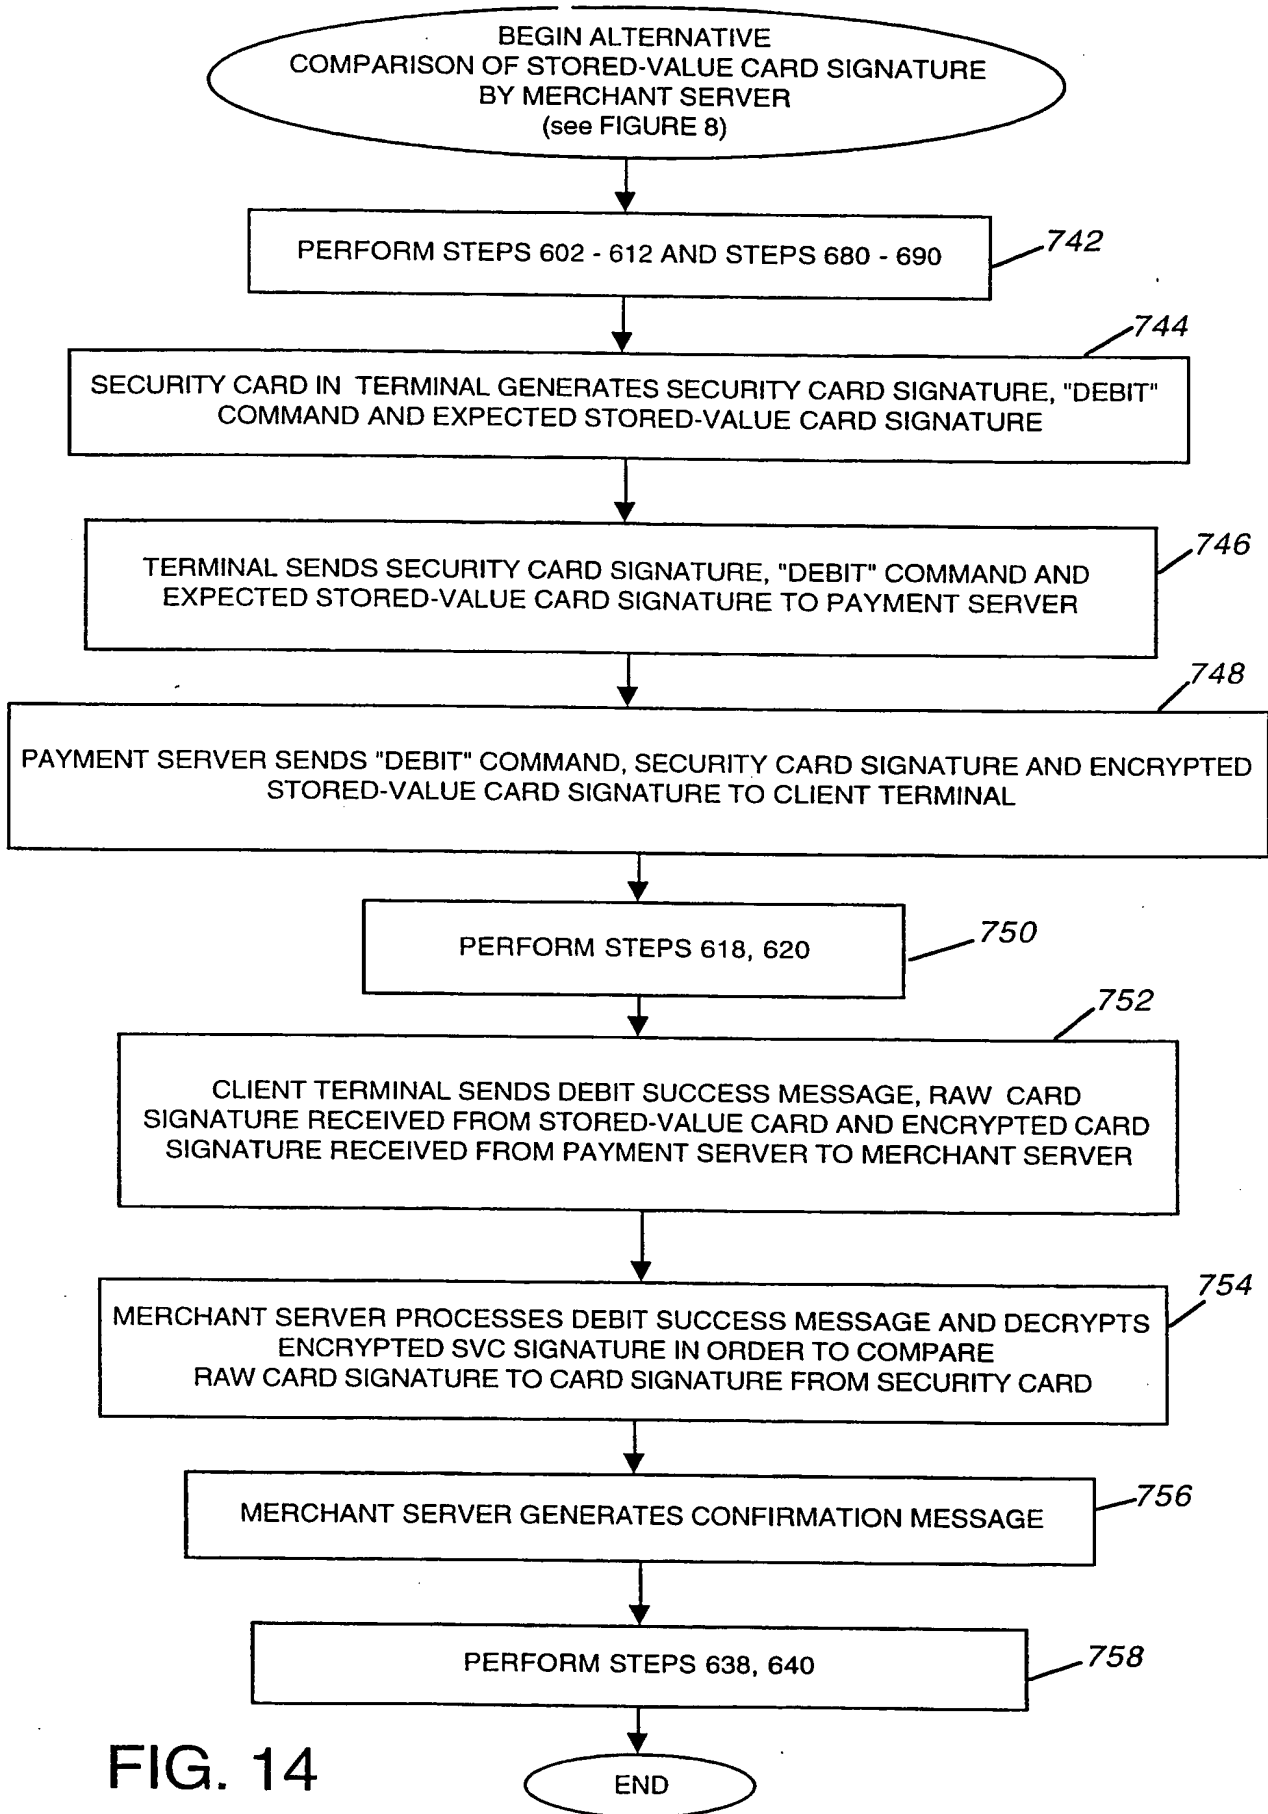 BEGIN ALTERNATIVE
COMPARISON OF STORED-VALUE CARD SIGNATURE
BY MERCHANT SERVER
(see FIGURE 8)
PERFORM STEPS 602 - 612 AND STEPS 680 - 690
742
744
SECURITY CARD IN TERMINAL GENERATES SECURITY CARD SIGNATURE, "DEBIT"
COMMAND AND EXPECTED STORED-VALUE CARD SIGNATURE
746
TERMINAL SENDS SECURITY CARD SIGNATURE, "DEBIT" COMMAND AND
EXPECTED STORED-VALUE CARD SIGNATURE TO PAYMENT SERVER
748
PAYMENT SERVER SENDS "DEBIT" COMMAND, SECURITY CARD SIGNATURE AND ENCRYPTED
STORED-VALUE CARD SIGNATURE TO CLIENT TERMINAL
PERFORM STEPS 618, 620
750
752
CLIENT TERMINAL SENDS DEBIT SUCCESS MESSAGE, RAW CARD
SIGNATURE RECEIVED FROM STORED-VALUE CARD AND ENCRYPTED CARD
SIGNATURE RECEIVED FROM PAYMENT SERVER TO MERCHANT SERVER
754
MERCHANT SERVER PROCESSES DEBIT SUCCESS MESSAGE AND DECRYPTS
ENCRYPTED SVC SIGNATURE IN ORDER TO COMPARE
RAW CARD SIGNATURE TO CARD SIGNATURE FROM SECURITY CARD
MERCHANT SERVER GENERATES CONFIRMATION MESSAGE
756
PERFORM STEPS 638, 640
758
FIG. 14
END